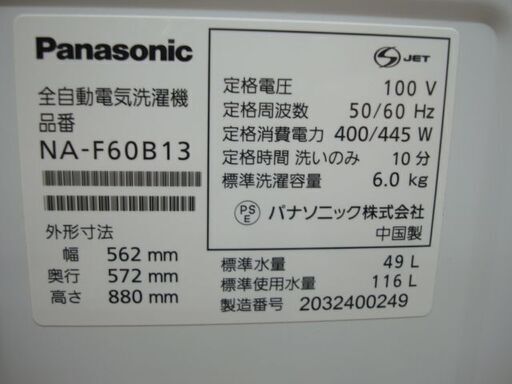 Panasonic
全自動電気洗濯機
品番
NA-F60B13
外形寸法
幅 562 mm
奥行 572 mm
高さ 880 mm
S JET
定格電圧 100 V
定格周波数 50/60 Hz
定格消費電力 400/445 W
定格時間 洗いのみ 10 分
標準洗濯容量 6.0 kg
PSE パナソニック株式会社
中国製
標準水量 49 L
標準使用水量 116 L
製造番号 2032400249